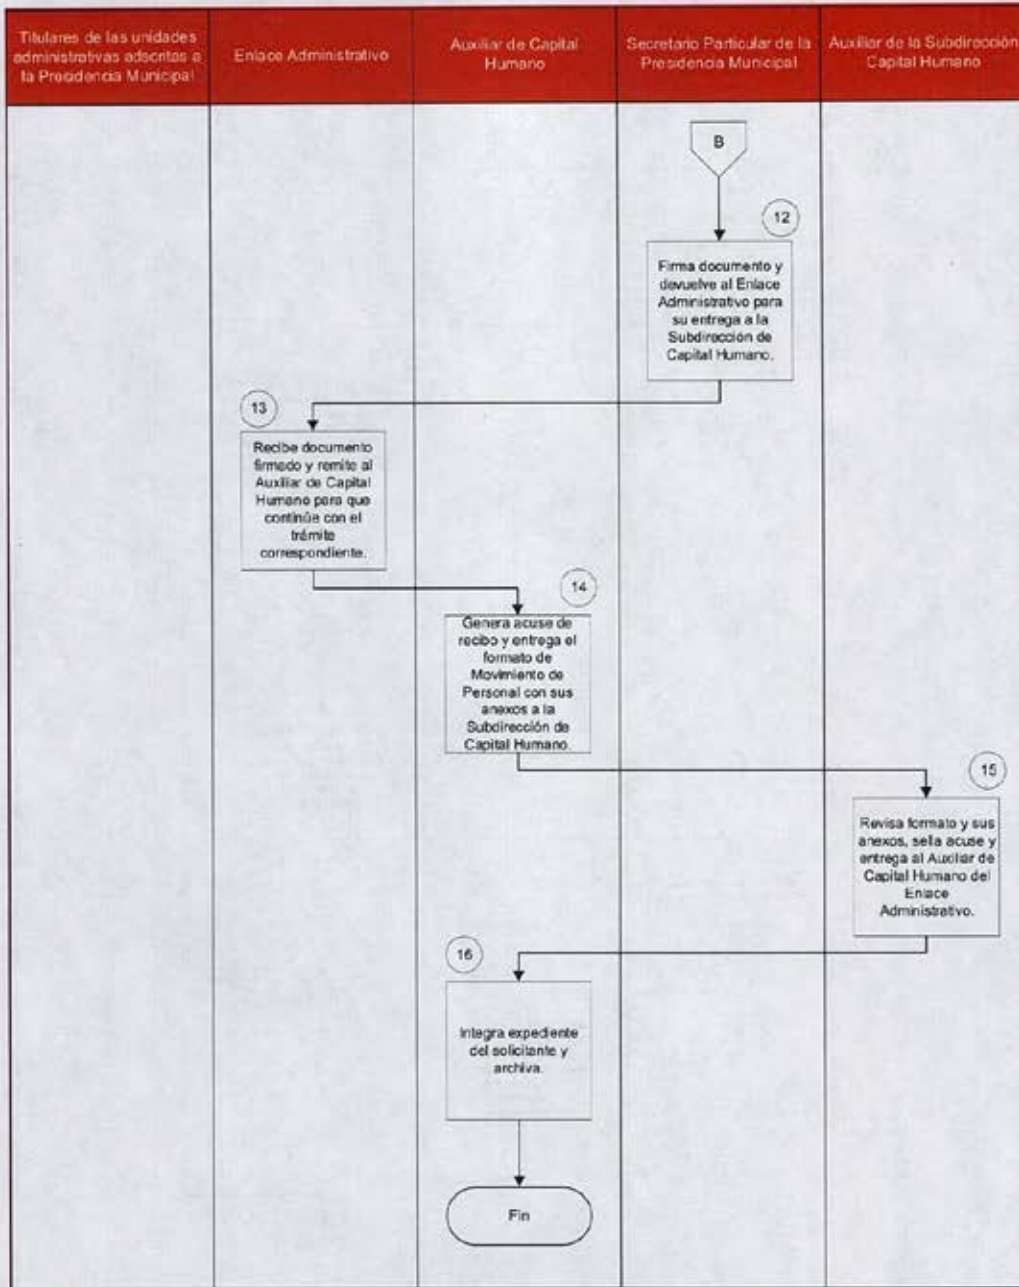 Titulares de las unidades
administrativas adscritas a
la Presidencia Municipal
Enlace Administrativo
Auxiliar de Capital
Humano
Secretario Particular de la
Presidencia Municipal
Auxiliar de la Subdirección
Capital Humano
B
12
Firma documento y
devuelve al Enlace
Administrativo para
su entrega a la
Subdirección de
Capital Humano.
13
Recibe documento
firmado y remite al
Auxiliar de Capital
Humano para que
continúe con el
trámite
correspondiente.
14
Genera acuse de
recibo y entrega el
formato de
Movimiento de
Personal con sus
anexos a la
Subdirección de
Capital Humano.
15
Revisa formato y sus
anexos, sella acuse y
entrega al Auxiliar de
Capital Humano del
Enlace
Administrativo.
16
Integra expediente
del solicitante y
archiva.
Fin